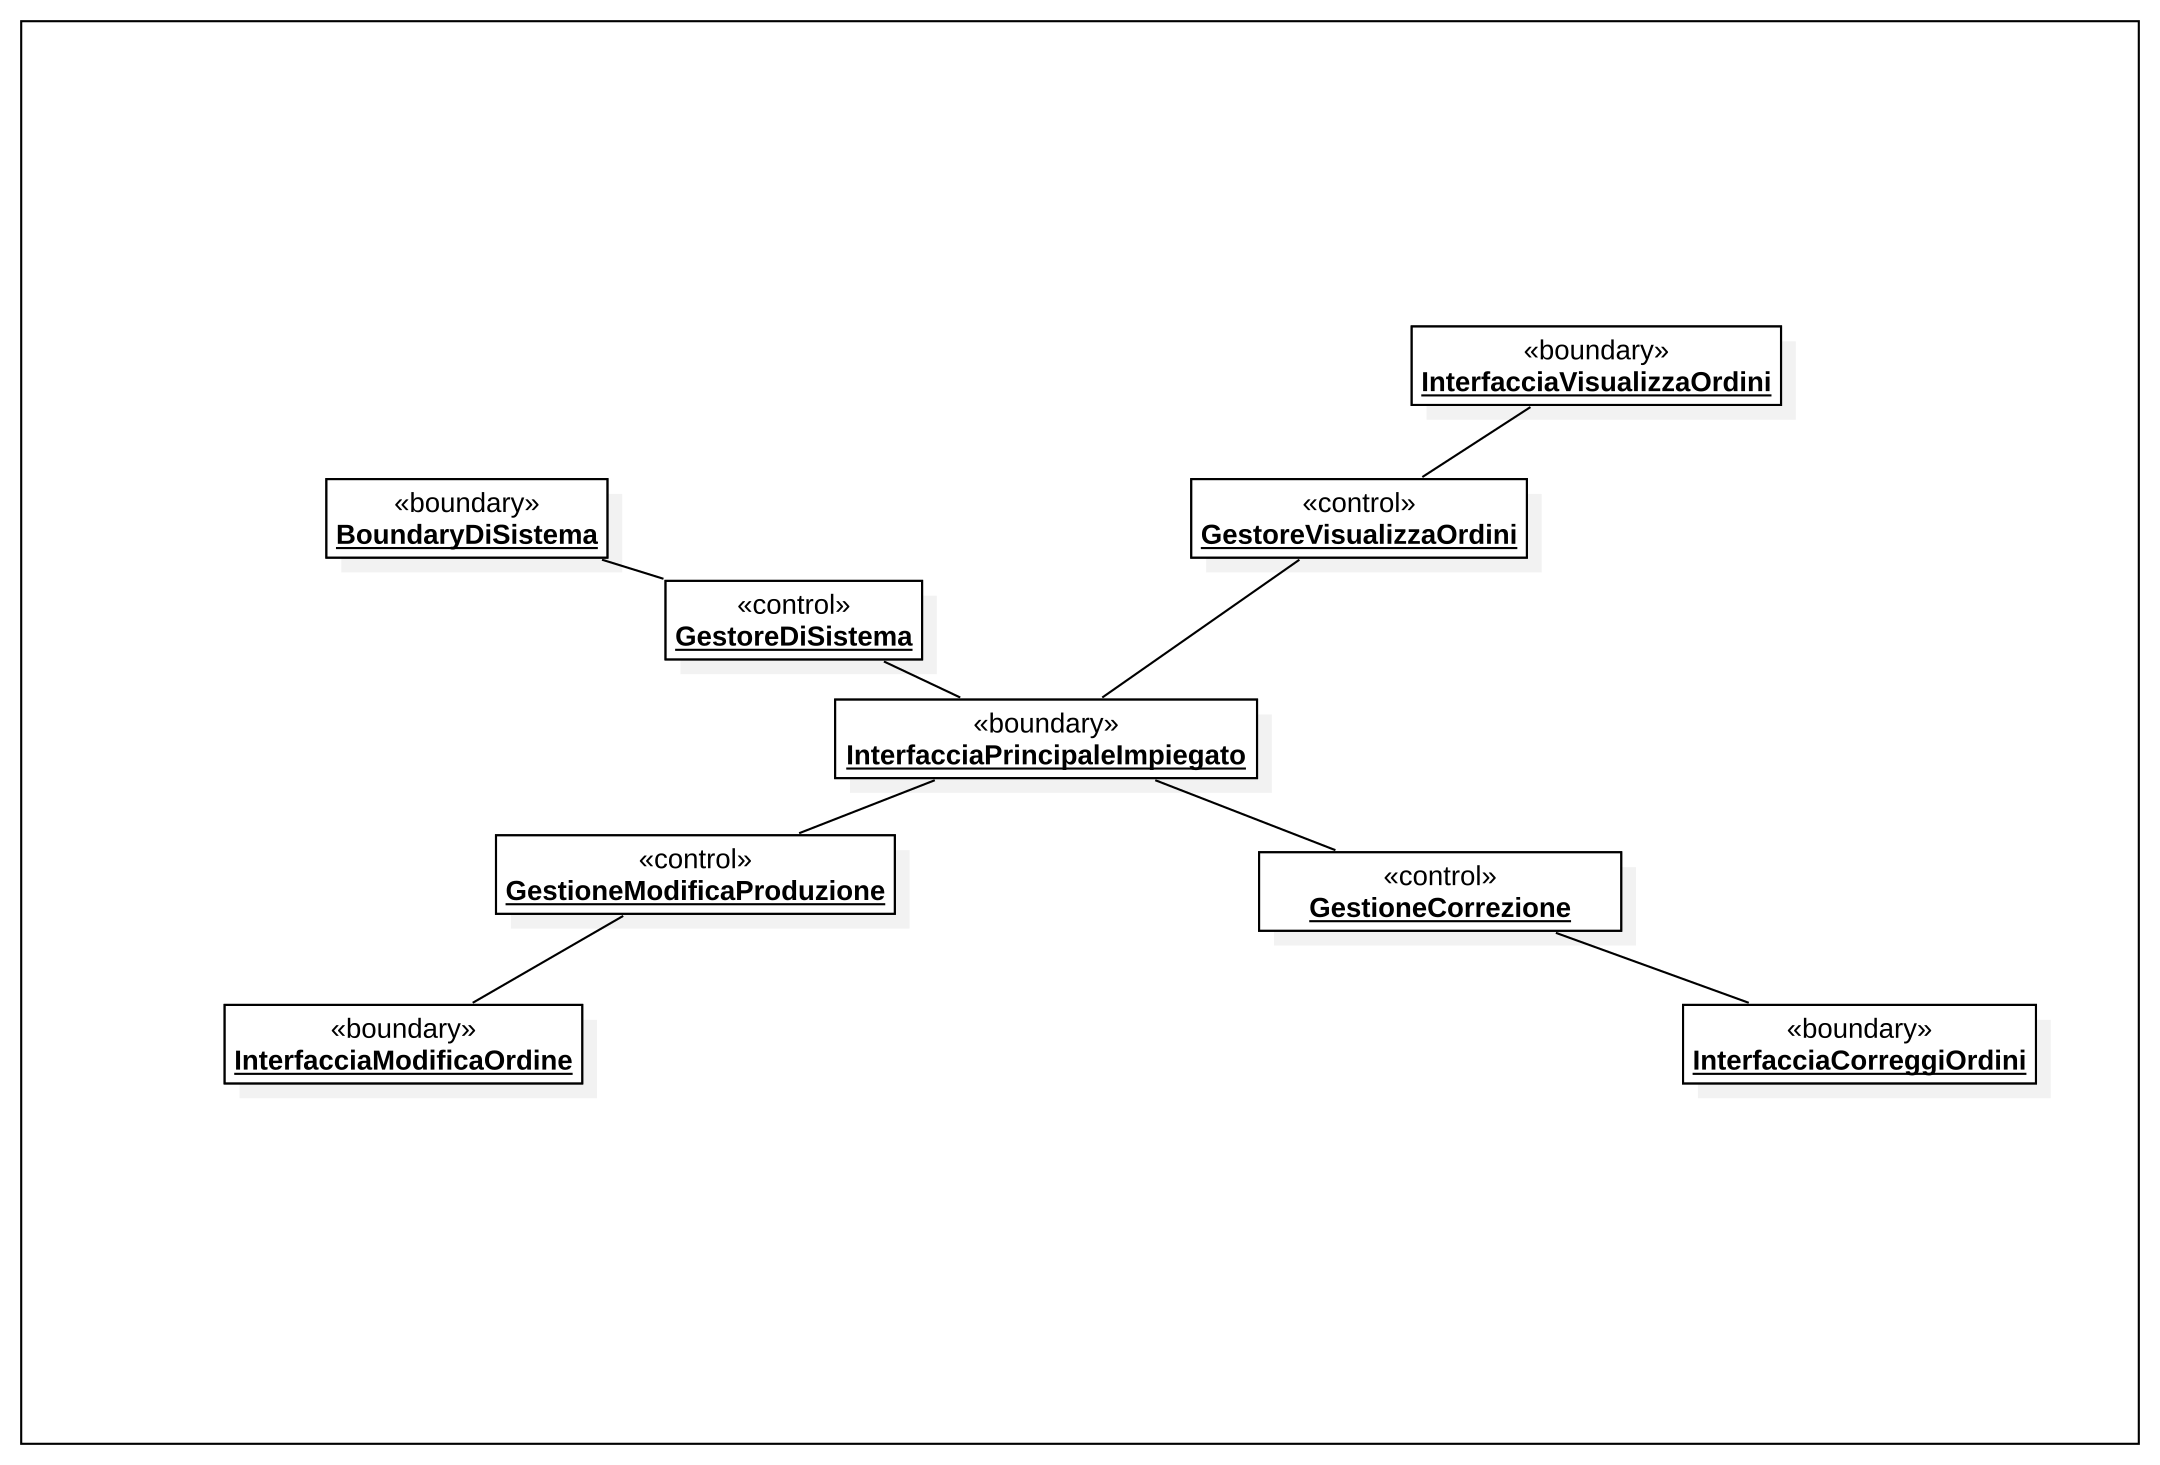 «boundary»
InterfacciaVisualizzaOrdini
«boundary»
BoundaryDiSistema
«control»
GestoreVisualizzaOrdini
«control»
GestoreDiSistema
«boundary»
InterfacciaPrincipaleImpiegato
«control»
GestioneModificaProduzione
«control»
GestioneCorrezione
«boundary»
InterfacciaModificaOrdine
«boundary»
InterfacciaCorreggiOrdini